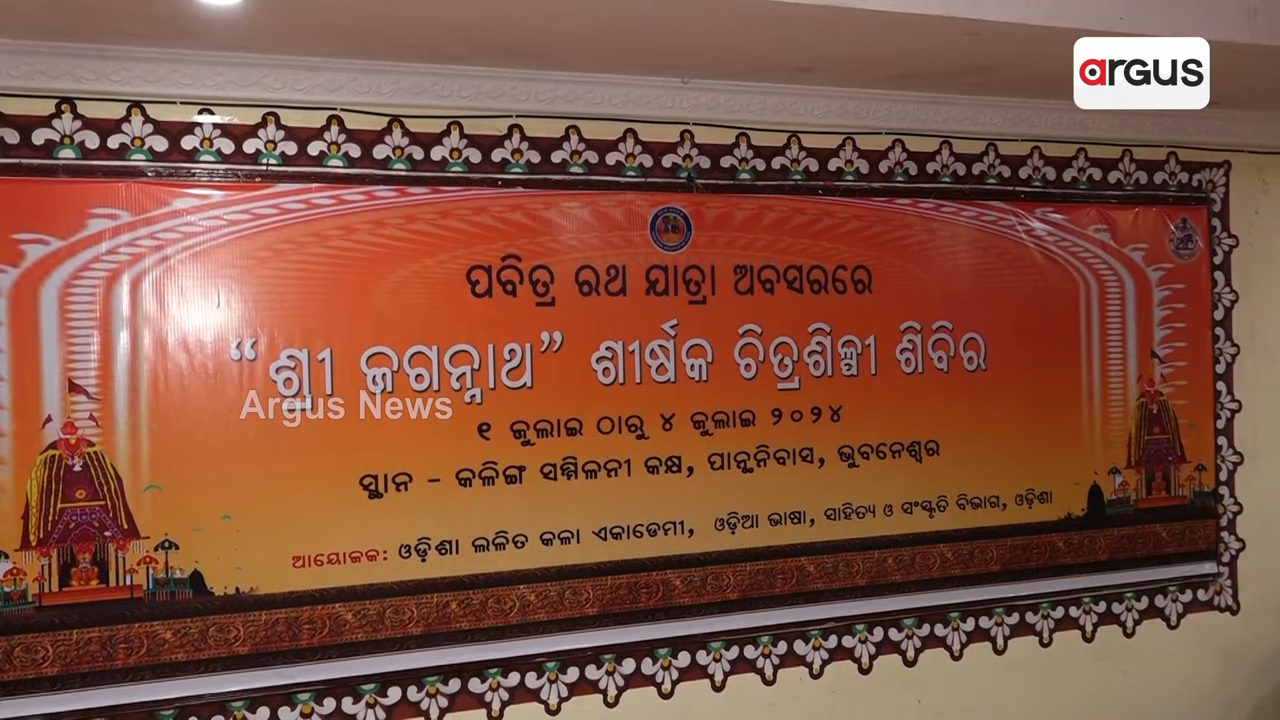 argus
ପବିତ୍ର ରଥ ଯାତ୍ରା ଅବସରରେ
“ଶ୍ରୀ ଜଗନ୍ନାଥ” ଶୀର୍ଷକ ଚିତ୍ରଶିଳ୍ପୀ ଶିବିର
Argus News
୧ ଜୁଲାଇ ଠାରୁ ୪ ଜୁଲାଇ ୨୦୨୪
ସ୍ଥାନ - କଳିଙ୍ଗ ସମ୍ମିଳନୀ କକ୍ଷ, ପାନ୍ଥନିବାସ, ଭୁବନେଶ୍ୱର
ଆୟୋଜକ: ଓଡ଼ିଶା ଲଳିତ କଳା ଏକାଡେମୀ, ଓଡ଼ିଆ ଭାଷା, ସାହିତ୍ୟ ଓ ସଂସ୍କୃତି ବିଭାଗ, ଓଡ଼ିଶା